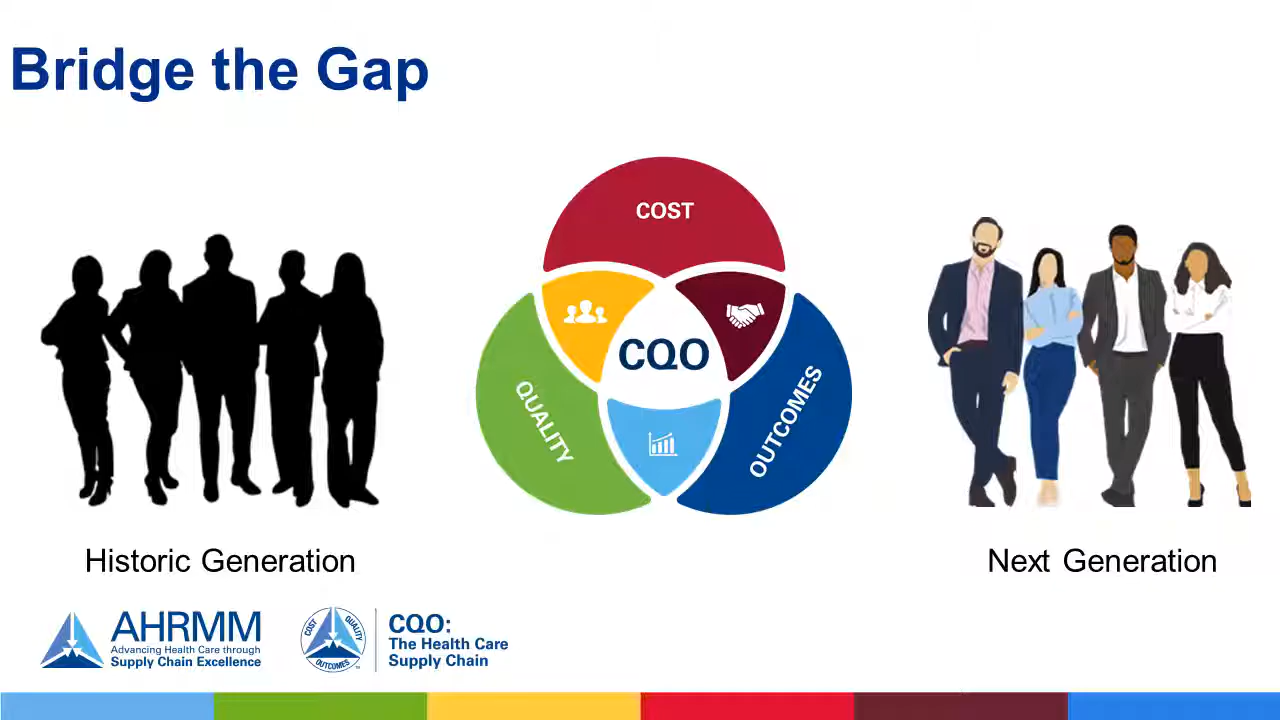 Bridge the Gap
COST
CQO
QUALITY
OUTCOMES
Historic Generation
Next Generation
AHRMM
Advancing Health Care through
Supply Chain Excellence
COST
QUALITY
OUTCOMES
TM
CQO:
The Health Care
Supply Chain